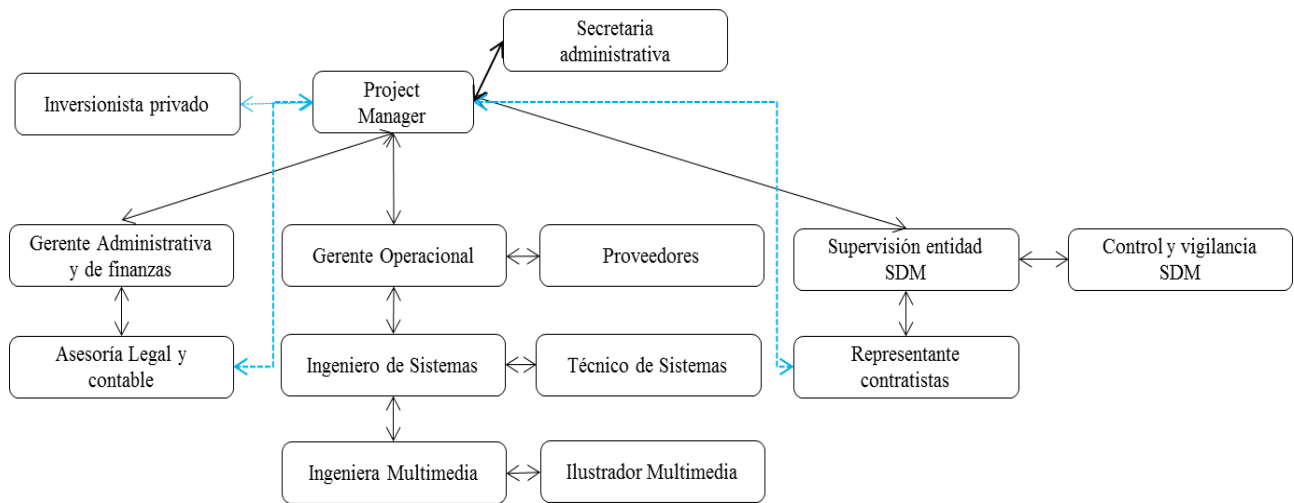 Secretaria
administrativa
Inversionista privado
Project
Manager
Gerente Administrativa
y de finanzas
Gerente Operacional
Proveedores
Supervisión entidad
SDM
Control y vigilancia
SDM
Asesoría Legal y
contable
Ingeniero de Sistemas
Técnico de Sistemas
Representante
contratistas
Ingeniera Multimedia
Ilustrador Multimedia